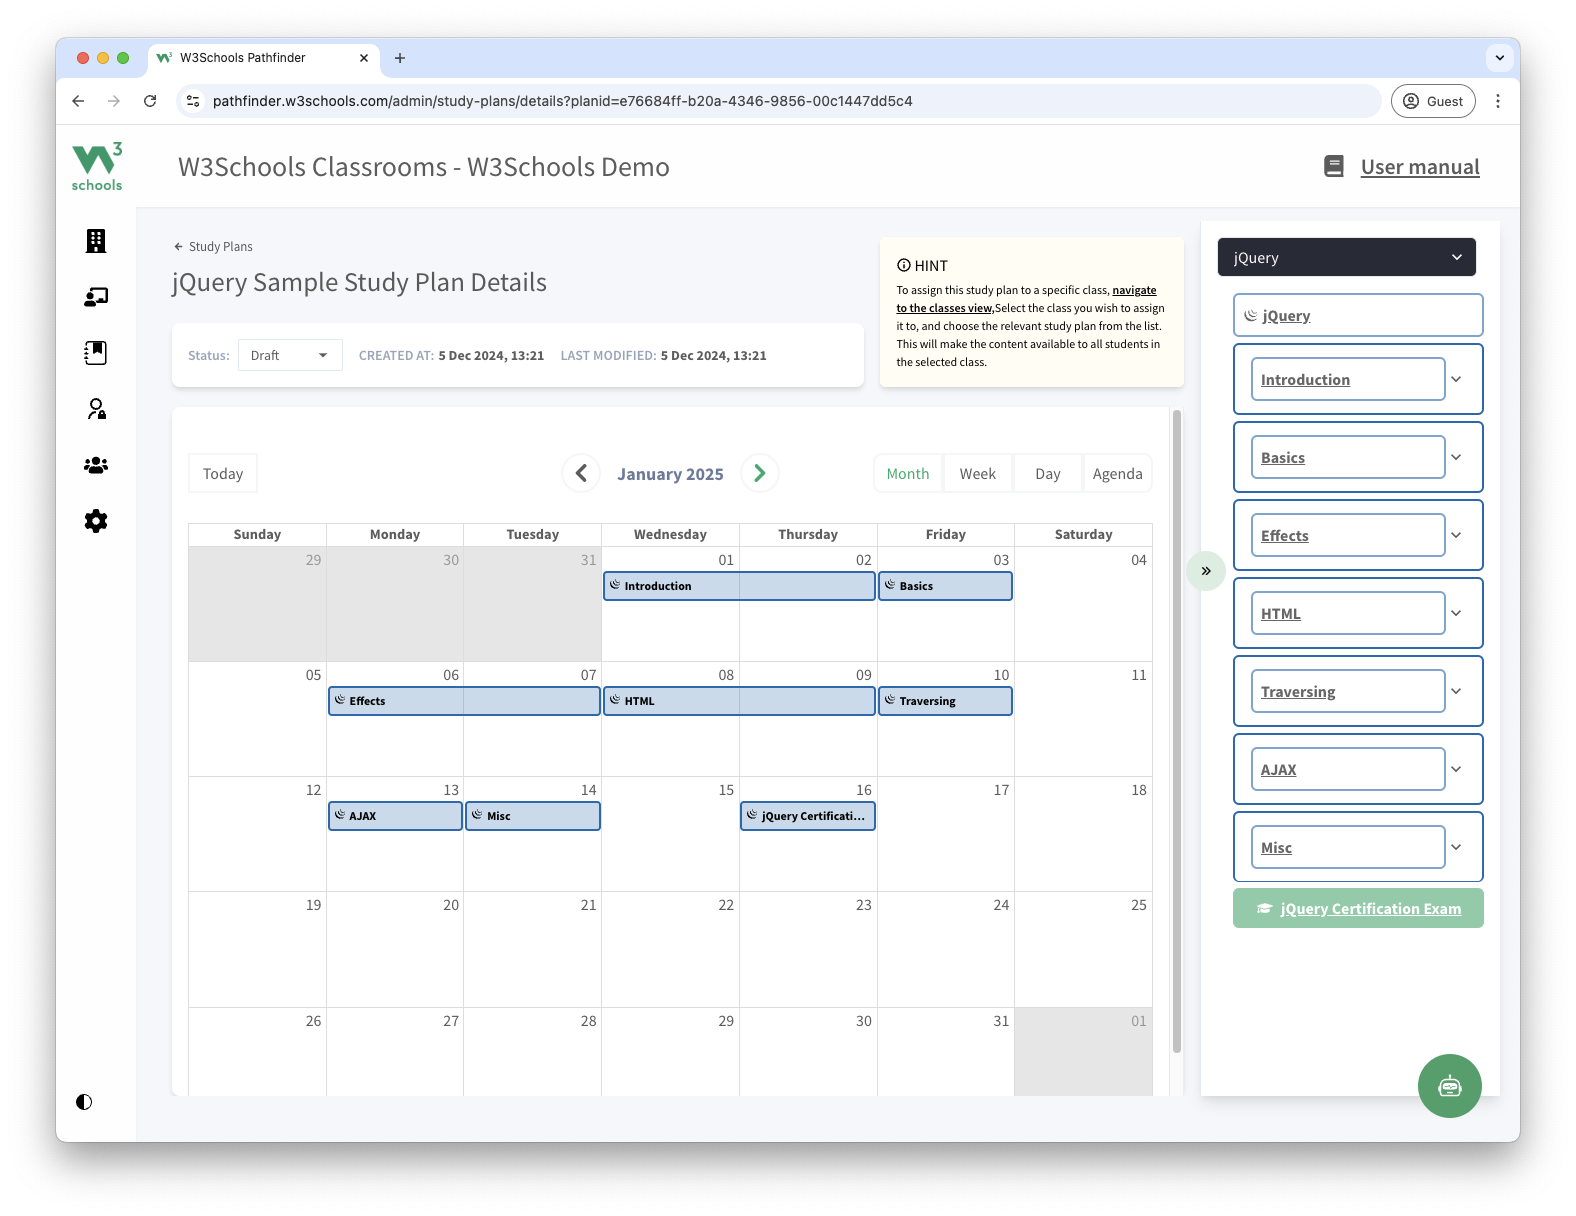 W3Schools Pathfinder
pathfinder.w3schools.com/admin/study-plans/details?planid=e76684ff-b20a-4346-9856-00c1447dd5c4
Guest
3
schools
W3Schools Classrooms - W3Schools Demo
User manual
Study Plans
jQuery Sample Study Plan Details
Status:
Draft
CREATED AT: 5 Dec 2024, 13:21
LAST MODIFIED: 5 Dec 2024, 13:21
HINT
To assign this study plan to a specific class, navigate
to the classes view,Select the class you wish to assign
it to, and choose the relevant study plan from the list.
This will make the content available to all students in
the selected class.
Today
January 2025
Month
Week
Day
Agenda
Sunday Monday Tuesday Wednesday Thursday Friday Saturday
29 30 31 01 02 03 04
Introduction
Basics
05 06 07 08 09 10 11
Effects
HTML
Traversing
12 13 14 15 16 17 18
AJAX
Misc
jQuery Certificati...
19 20 21 22 23 24 25
26 27 28 29 30 31 01
jQuery
jQuery
Introduction
Basics
Effects
HTML
Traversing
AJAX
Misc
jQuery Certification Exam